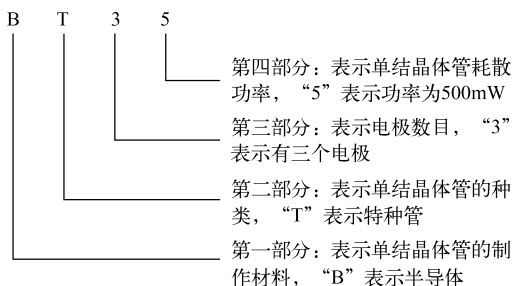 B T 3 5
第四部分：表示单结晶体管耗散
功率，“5”表示功率为500mW
第三部分：表示电极数目，“3”
表示有三个电极
第二部分：表示单结晶体管的种
类，“T”表示特种管
第一部分：表示单结晶体管的制
作材料，“B”表示半导体